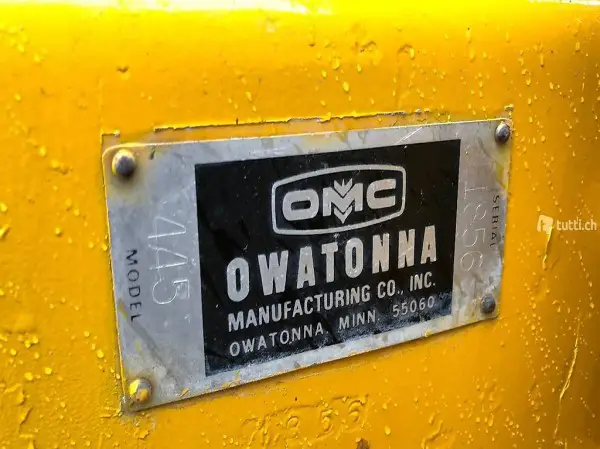 OMC
OWATONNA
MANUFACTURING CO., INC.
OWATONNA, MINN. 55060
MODEL
445
SERIAL
1856
tutti.ch